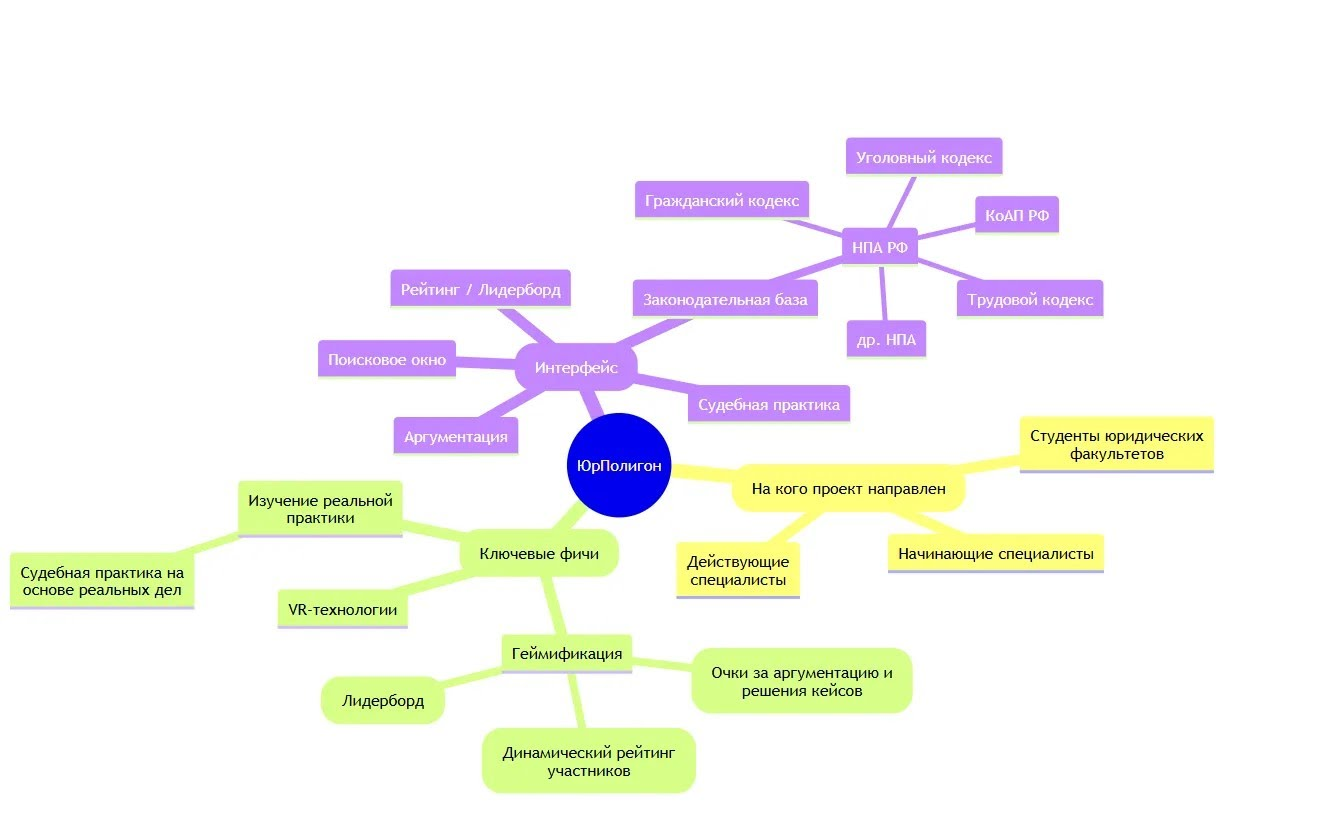 Уголовный кодекс
Гражданский кодекс
КоАП РФ
НПА РФ
Рейтинг / Лидерборд
Законодательная база
Трудовой кодекс
др. НПА
Поисковое окно
Интерфейс
Судебная практика
Аргументация
ЮрПолигон
Студенты юридических
факультетов
На кого проект направлен
Действующие
специалисты
Начинающие специалисты
Изучение реальной
практики
Ключевые фичи
Судебная практика на
основе реальных дел
VR-технологии
Геймификация
Очки за аргументацию и
решения кейсов
Лидерборд
Динамический рейтинг
участников